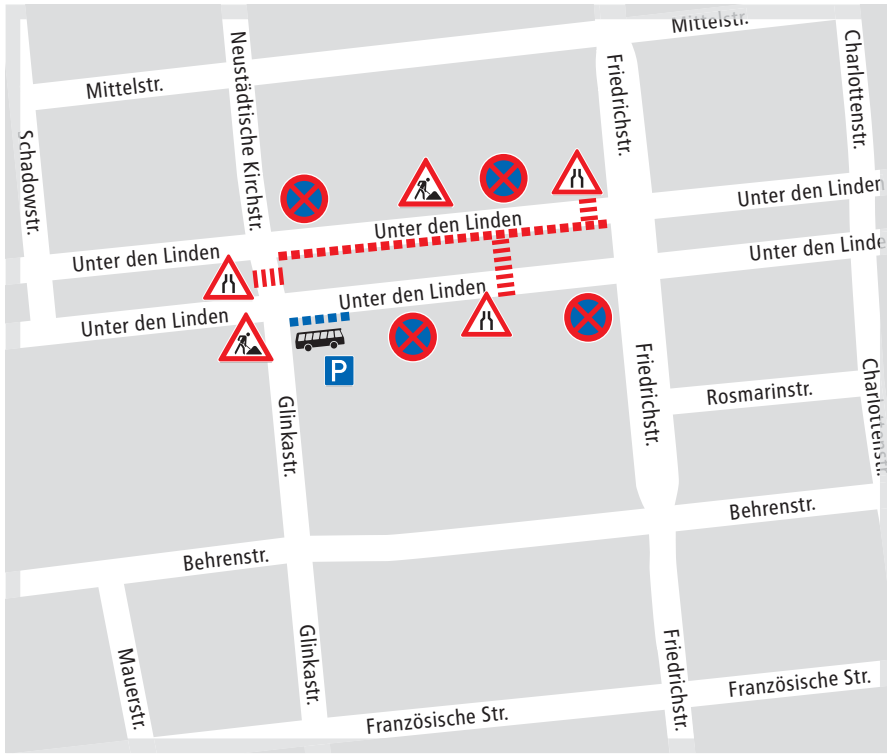 Mittelstr.
Mittelstr.
Neustädtische Kirchstr.
Friedrichstr.
Charlottenstr.
Schadowstr.
Unter den Linden
Unter den Linden
Unter den Linden
Unter den Linde
Unter den Linden
Unter den Linden
P
Glinkastr.
Friedrichstr.
Charlottenstr.
Rosmarinstr.
Behrenstr.
Behrenstr.
Mauerstr.
Glinkastr.
Friedrichstr.
Französische Str.
Französische Str.